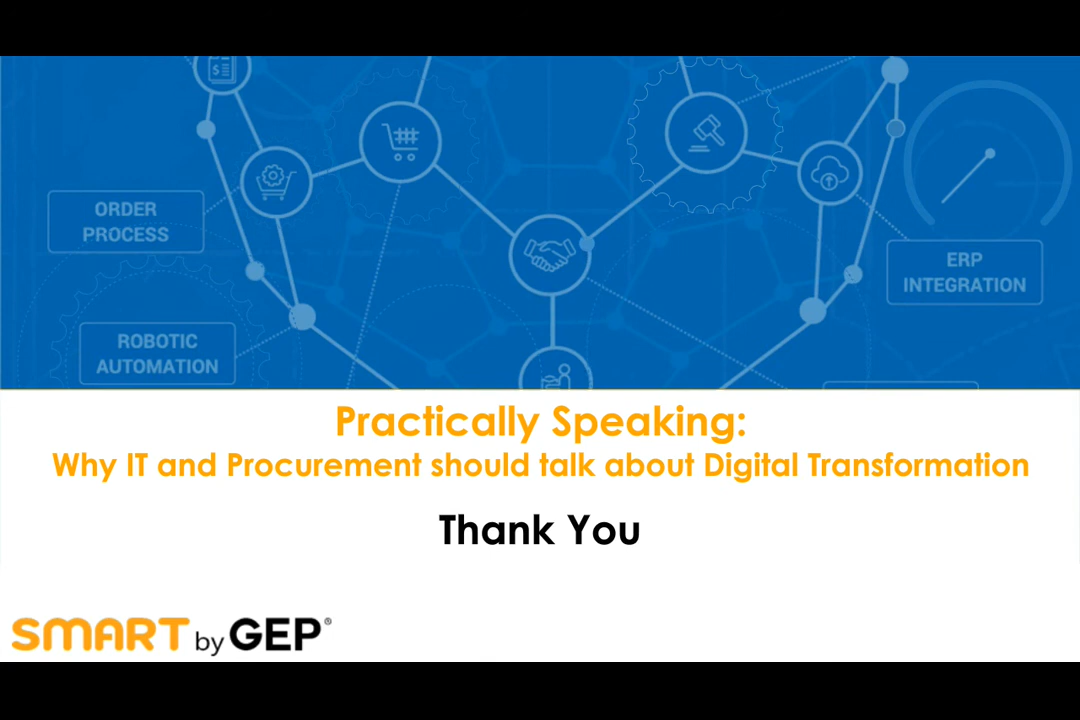 ORDER
PROCESS
ERP
INTEGRATION
ROBOTIC
AUTOMATION
Practically Speaking:
Why IT and Procurement should talk about Digital Transformation
Thank You
SMART by GEP®